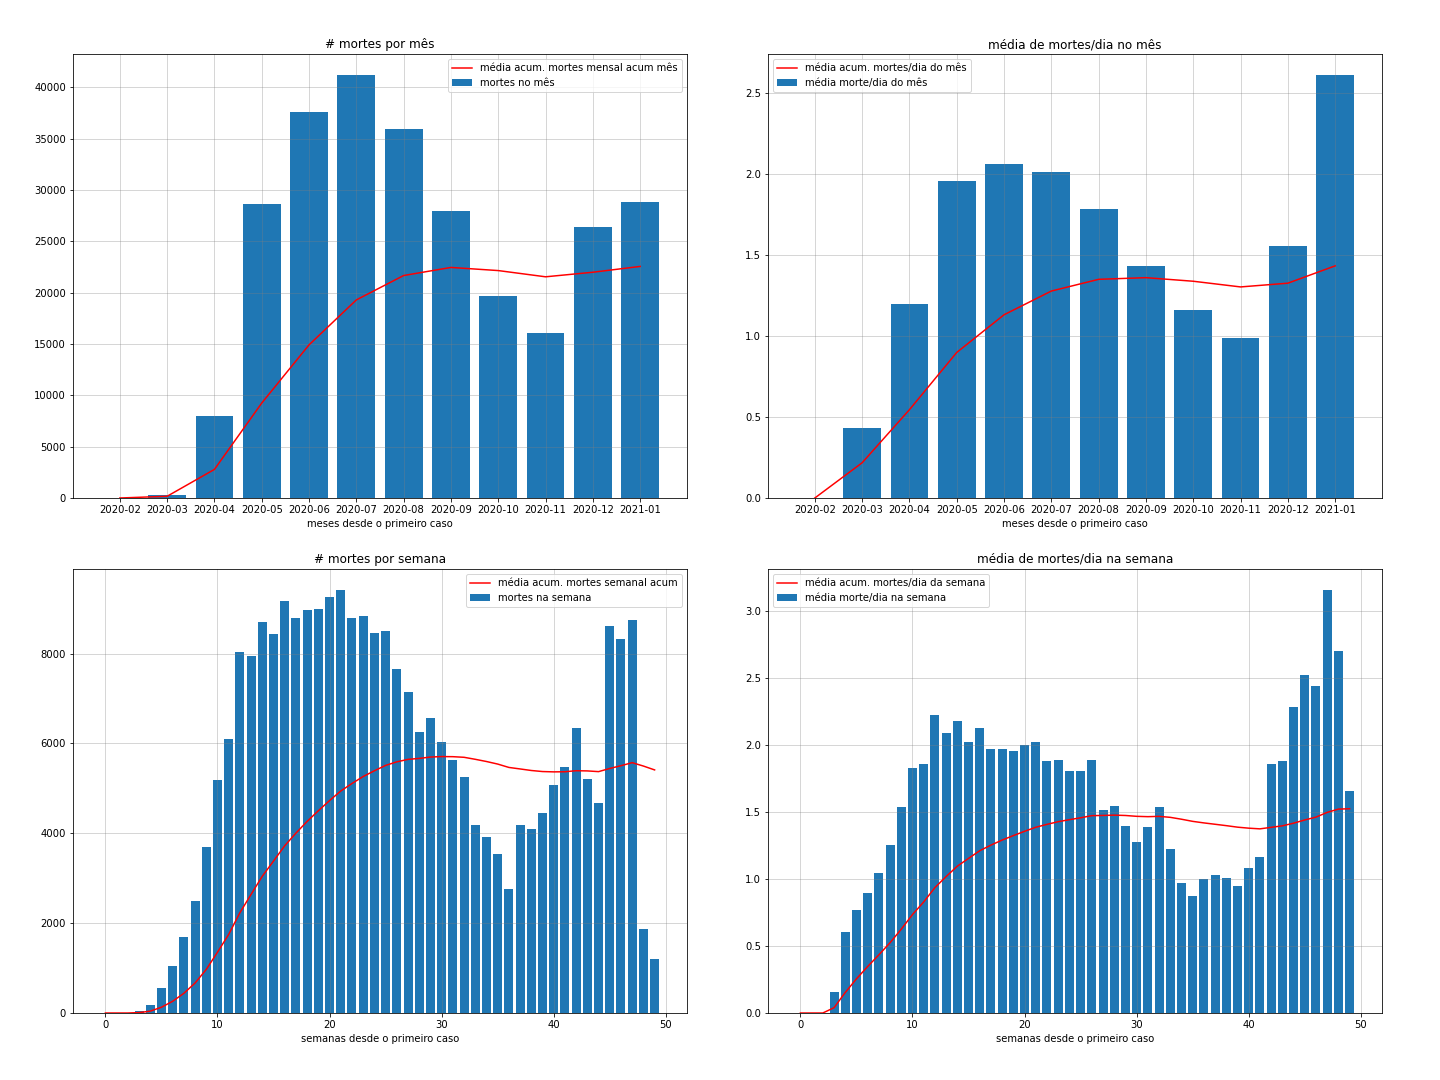 # mortes por mês
média acum. mortes mensal acum mês
mortes no mês
40000
35000
30000
25000
20000
15000
10000
5000
0
2020-02 2020-03 2020-04 2020-05 2020-06 2020-07 2020-08 2020-09 2020-10 2020-11 2020-12 2021-01
meses desde o primeiro caso
média de mortes/dia no mês
média acum. mortes/dia do mês
média morte/dia do mês
2.5
2.0
1.5
1.0
0.5
0.0
2020-02 2020-03 2020-04 2020-05 2020-06 2020-07 2020-08 2020-09 2020-10 2020-11 2020-12 2021-01
meses desde o primeiro caso
# mortes por semana
média acum. mortes semanal acum
mortes na semana
8000
6000
4000
2000
0
0 10 20 30 40 50
semanas desde o primeiro caso
média de mortes/dia na semana
média acum. mortes/dia da semana
média morte/dia na semana
3.0
2.5
2.0
1.5
1.0
0.5
0.0
0 10 20 30 40 50
semanas desde o primeiro caso